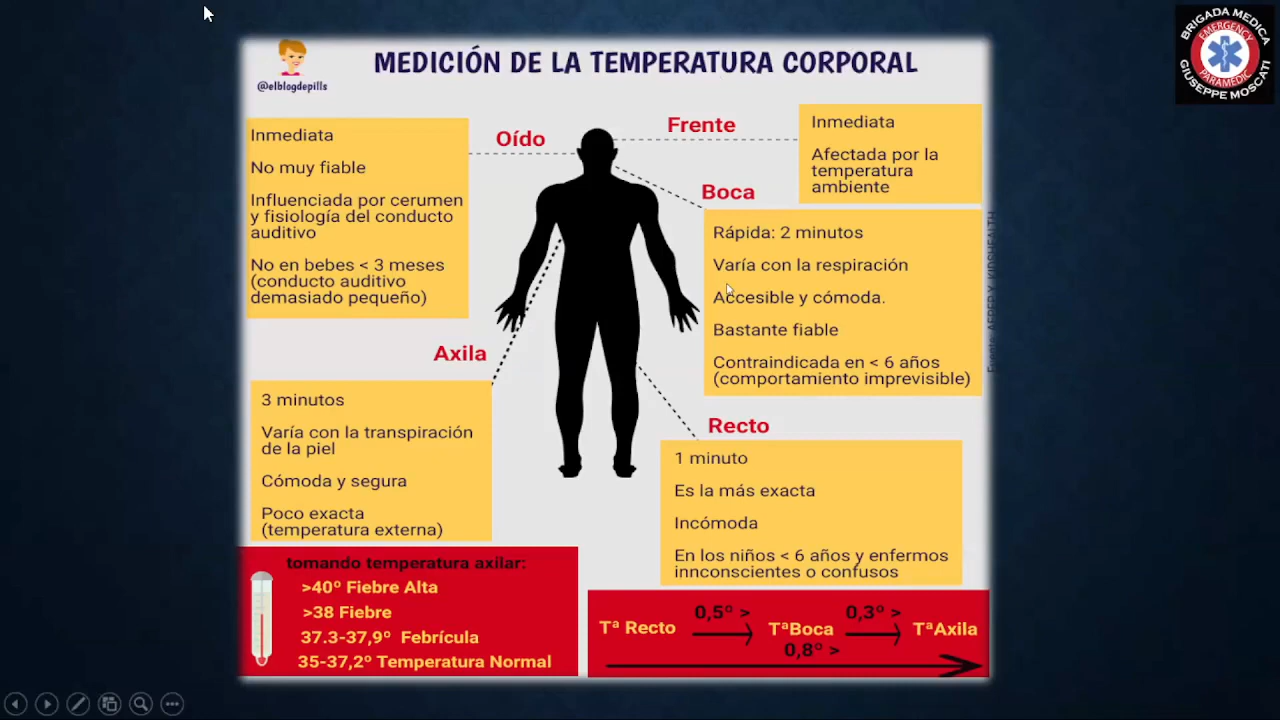 MEDICIÓN DE LA TEMPERATURA CORPORAL
@elblogdepills
BRIGADA MEDICA
EMERGENCY
PARAMEDIC
GIUSEPPE MOSCATI
Oído
Inmediata
No muy fiable
Influenciada por cerumen
y fisiología del conducto
auditivo
No en bebes < 3 meses
(conducto auditivo
demasiado pequeño)
Frente
Inmediata
Afectada por la
temperatura
ambiente
Boca
Rápida: 2 minutos
Varía con la respiración
Accesible y cómoda.
Bastante fiable
Contraindicada en < 6 años
(comportamiento imprevisible)
Axila
3 minutos
Varía con la transpiración
de la piel
Cómoda y segura
Poco exacta
(temperatura externa)
Recto
1 minuto
Es la más exacta
Incómoda
En los niños < 6 años y enfermos
innconscientes o confusos
tomando temperatura axilar:
>40º Fiebre Alta
>38 Fiebre
37.3-37,9º Febrícula
35-37,2º Temperatura Normal
Tª Recto 0,5º > TªBoca 0,3º > TªAxila
0,8º >